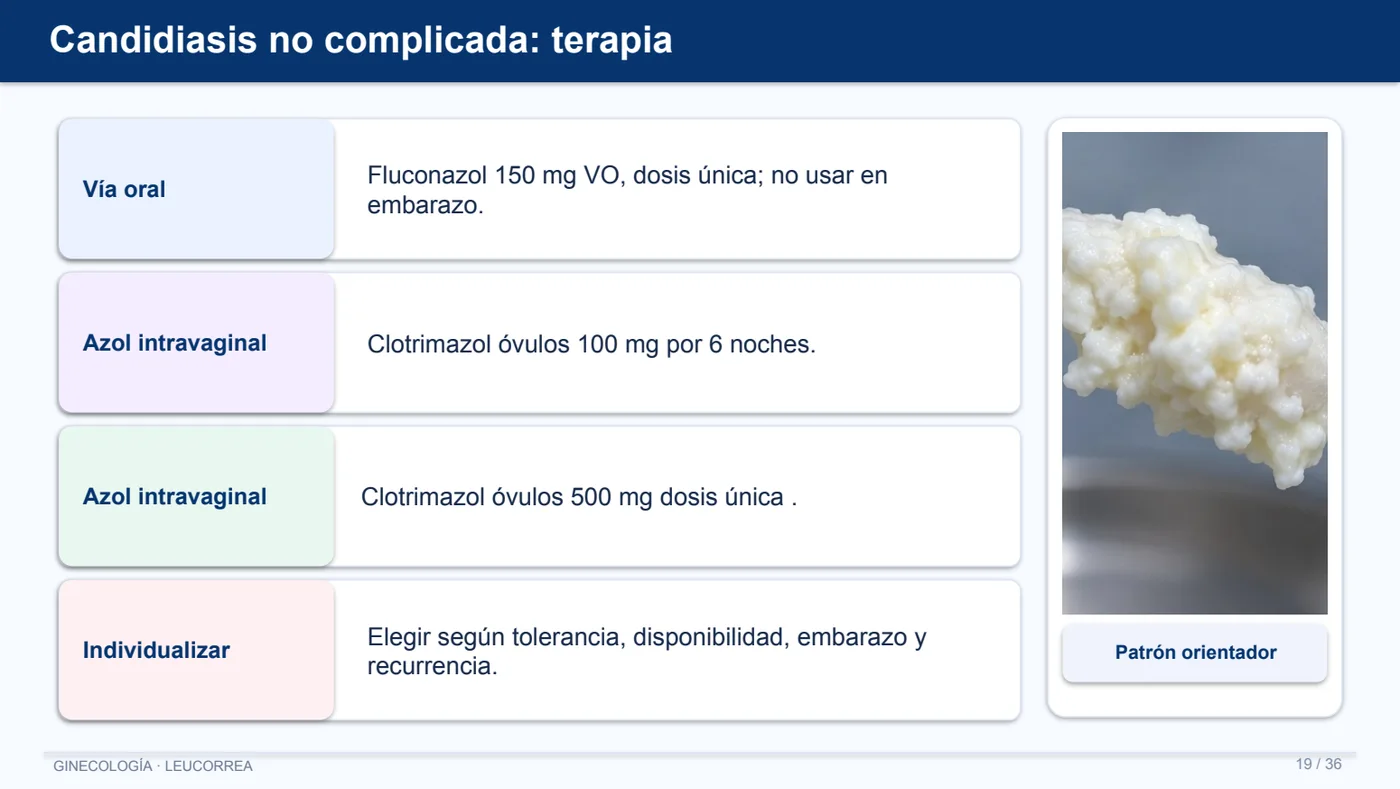 Candidiasis no complicada: terapia
Vía oral
Fluconazol 150 mg VO, dosis única; no usar en
embarazo.
Azol intravaginal
Clotrimazol óvulos 100 mg por 6 noches.
Azol intravaginal
Clotrimazol óvulos 500 mg dosis única .
Individualizar
Elegir según tolerancia, disponibilidad, embarazo y
recurrencia.
Patrón orientador
GINECOLOGÍA · LEUCORREA
19 / 36